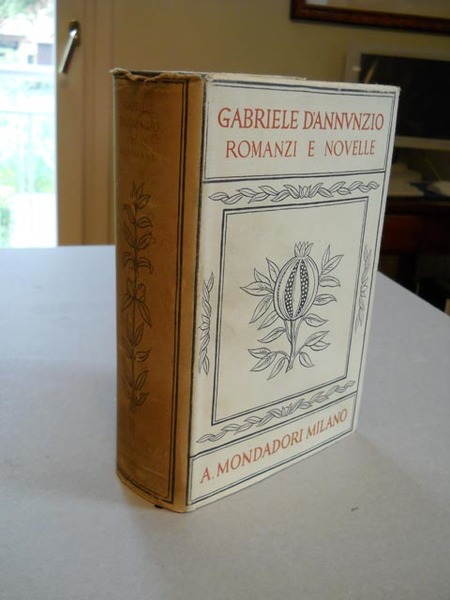 GABRIELE D'ANNVNZIO
ROMANZI E NOVELLE
A. MONDADORI MILANO